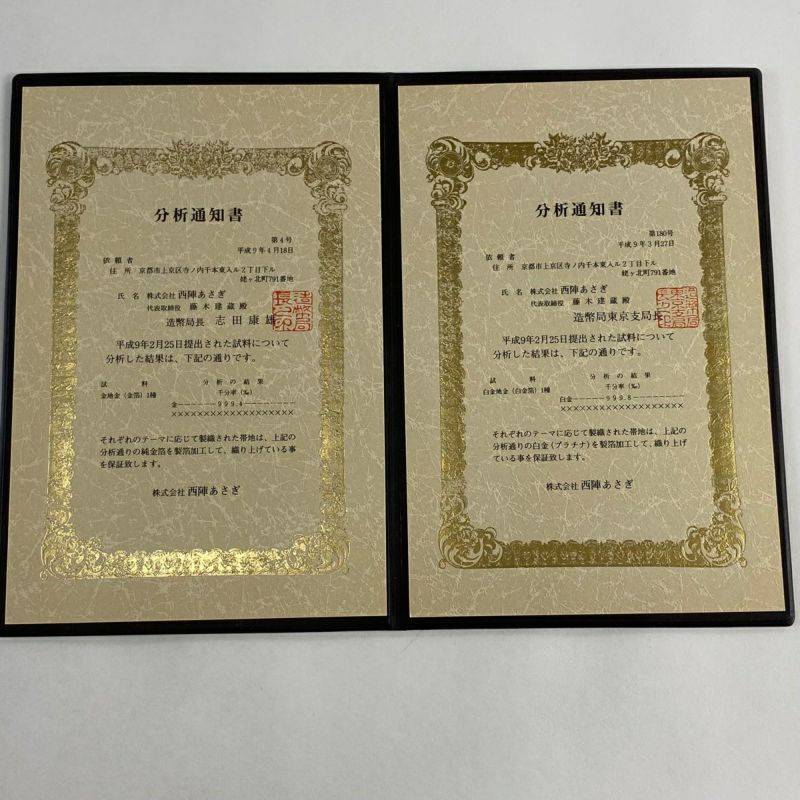 分析通知書
第4号
平成9年4月18日
依頼者
住所 京都市上京区寺ノ内千本東入ル2丁目下ル
姥ヶ北町791番地
氏名 株式会社 西陣あさぎ
代表取締役 藤木建蔵殿
造幣局長 志田康雄
造幣局長之印
平成9年2月25日提出された試料について
分析した結果は、下記の通りです。
試料 分析の結果
金地金(金箔)1種 千分率(‰)
金————999.4————
×××××××××××××××××××
それぞれのテーマに応じて製織された帯地は、上記の
分析通りの純金箔を製箔加工して、織り上げている事
を保証致します。
株式会社 西陣あさぎ
分析通知書
第180号
平成9年3月27日
依頼者
住所 京都市上京区寺ノ内千本東入ル2丁目下ル
姥ヶ北町791番地
氏名 株式会社 西陣あさぎ
代表取締役 藤木建蔵殿
造幣局東京支局長
平成9年2月25日提出された試料について
分析した結果は、下記の通りです。
試料 分析の結果
白金地金(白金箔)1種 千分率(‰)
白金————999.8————
×××××××××××××××××××
それぞれのテーマに応じて製織された帯地は、上記の
分析通りの白金(プラチナ)を製箔加工して、織り上げ
ている事を保証致します。
株式会社 西陣あさぎ